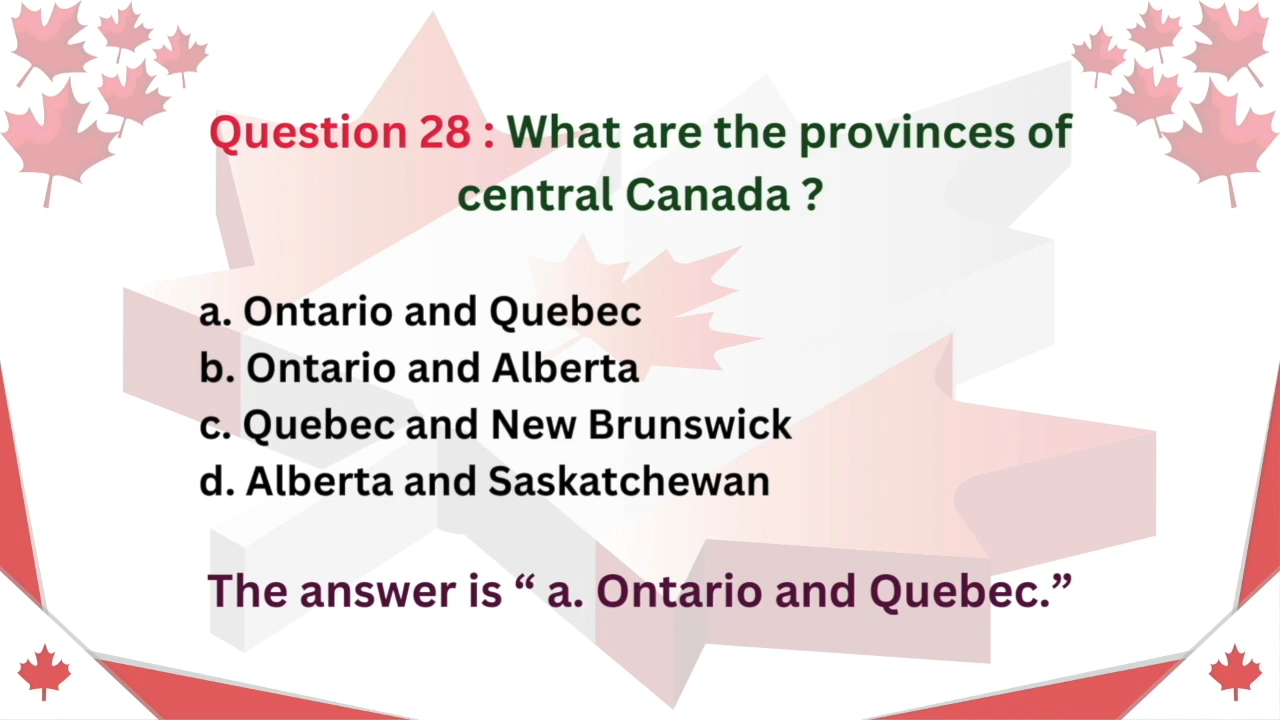 Question 28 : What are the provinces of
central Canada ?
a. Ontario and Quebec
b. Ontario and Alberta
c. Quebec and New Brunswick
d. Alberta and Saskatchewan
The answer is “ a. Ontario and Quebec.”